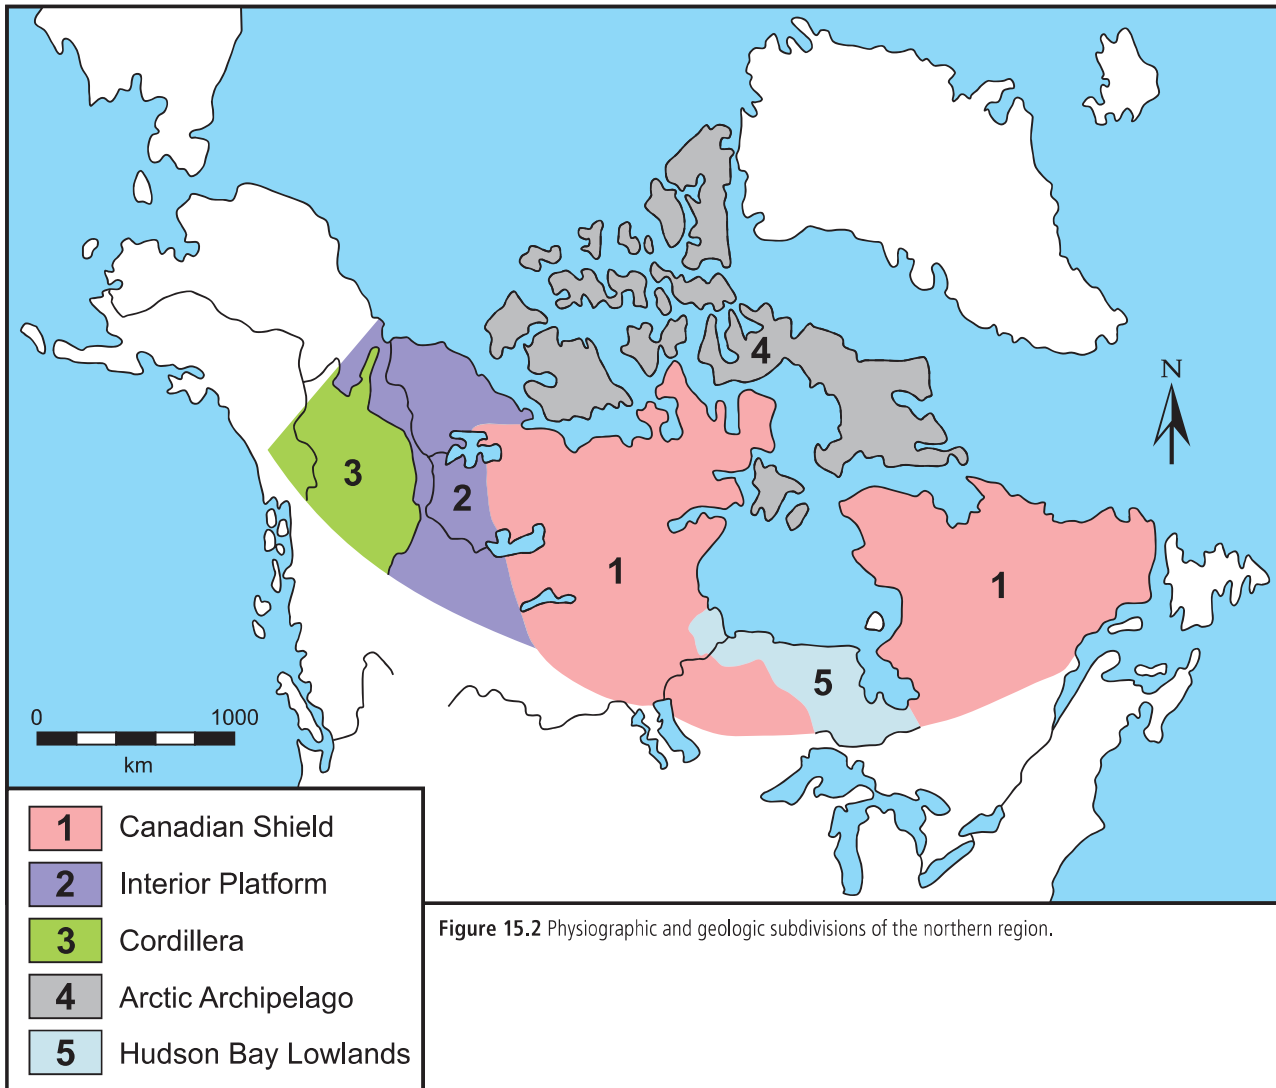 4
N
3
2
1
1
5
0 1000
km
1 Canadian Shield
2 Interior Platform
3 Cordillera
4 Arctic Archipelago
5 Hudson Bay Lowlands
Figure 15.2 Physiographic and geologic subdivisions of the northern region.